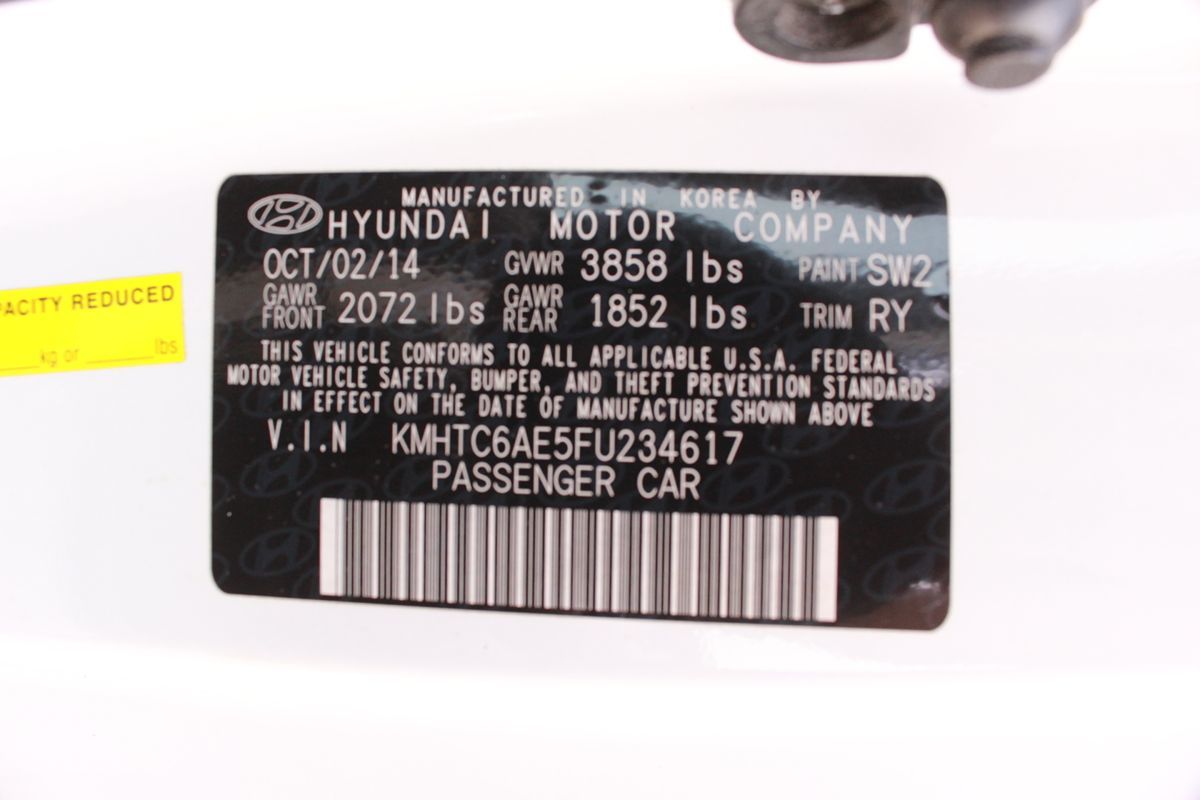 MANUFACTURED IN KOREA BY
HYUNDAI MOTOR COMPANY
OCT/02/14 GVWR 3858 lbs PAINT SW2
GAWR FRONT 2072 lbs GAWR REAR 1852 lbs TRIM RY
THIS VEHICLE CONFORMS TO ALL APPLICABLE U.S.A. FEDERAL
MOTOR VEHICLE SAFETY, BUMPER, AND THEFT PREVENTION STANDARDS
IN EFFECT ON THE DATE OF MANUFACTURE SHOWN ABOVE
V.I.N KMHTC6AE5FU234617
PASSENGER CAR
PACITY REDUCED
kg or lbs